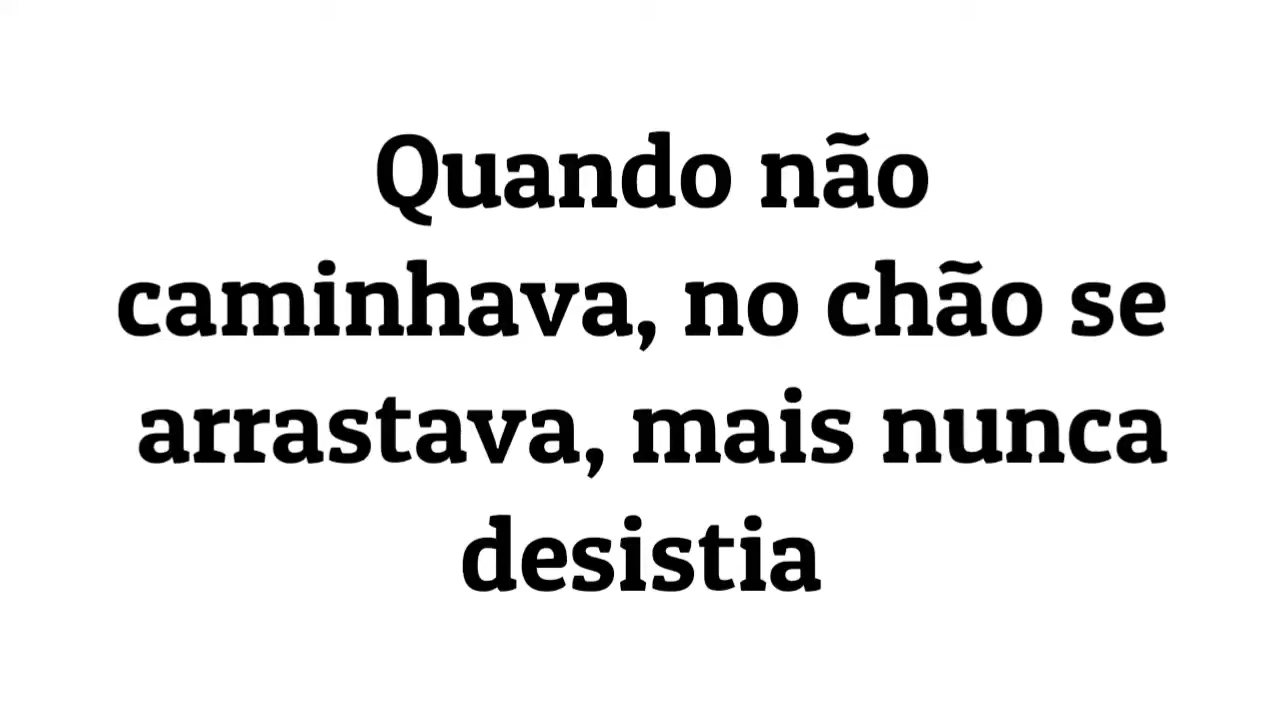 Quando não
caminhava, no chão se
arrastava, mais nunca
desistia